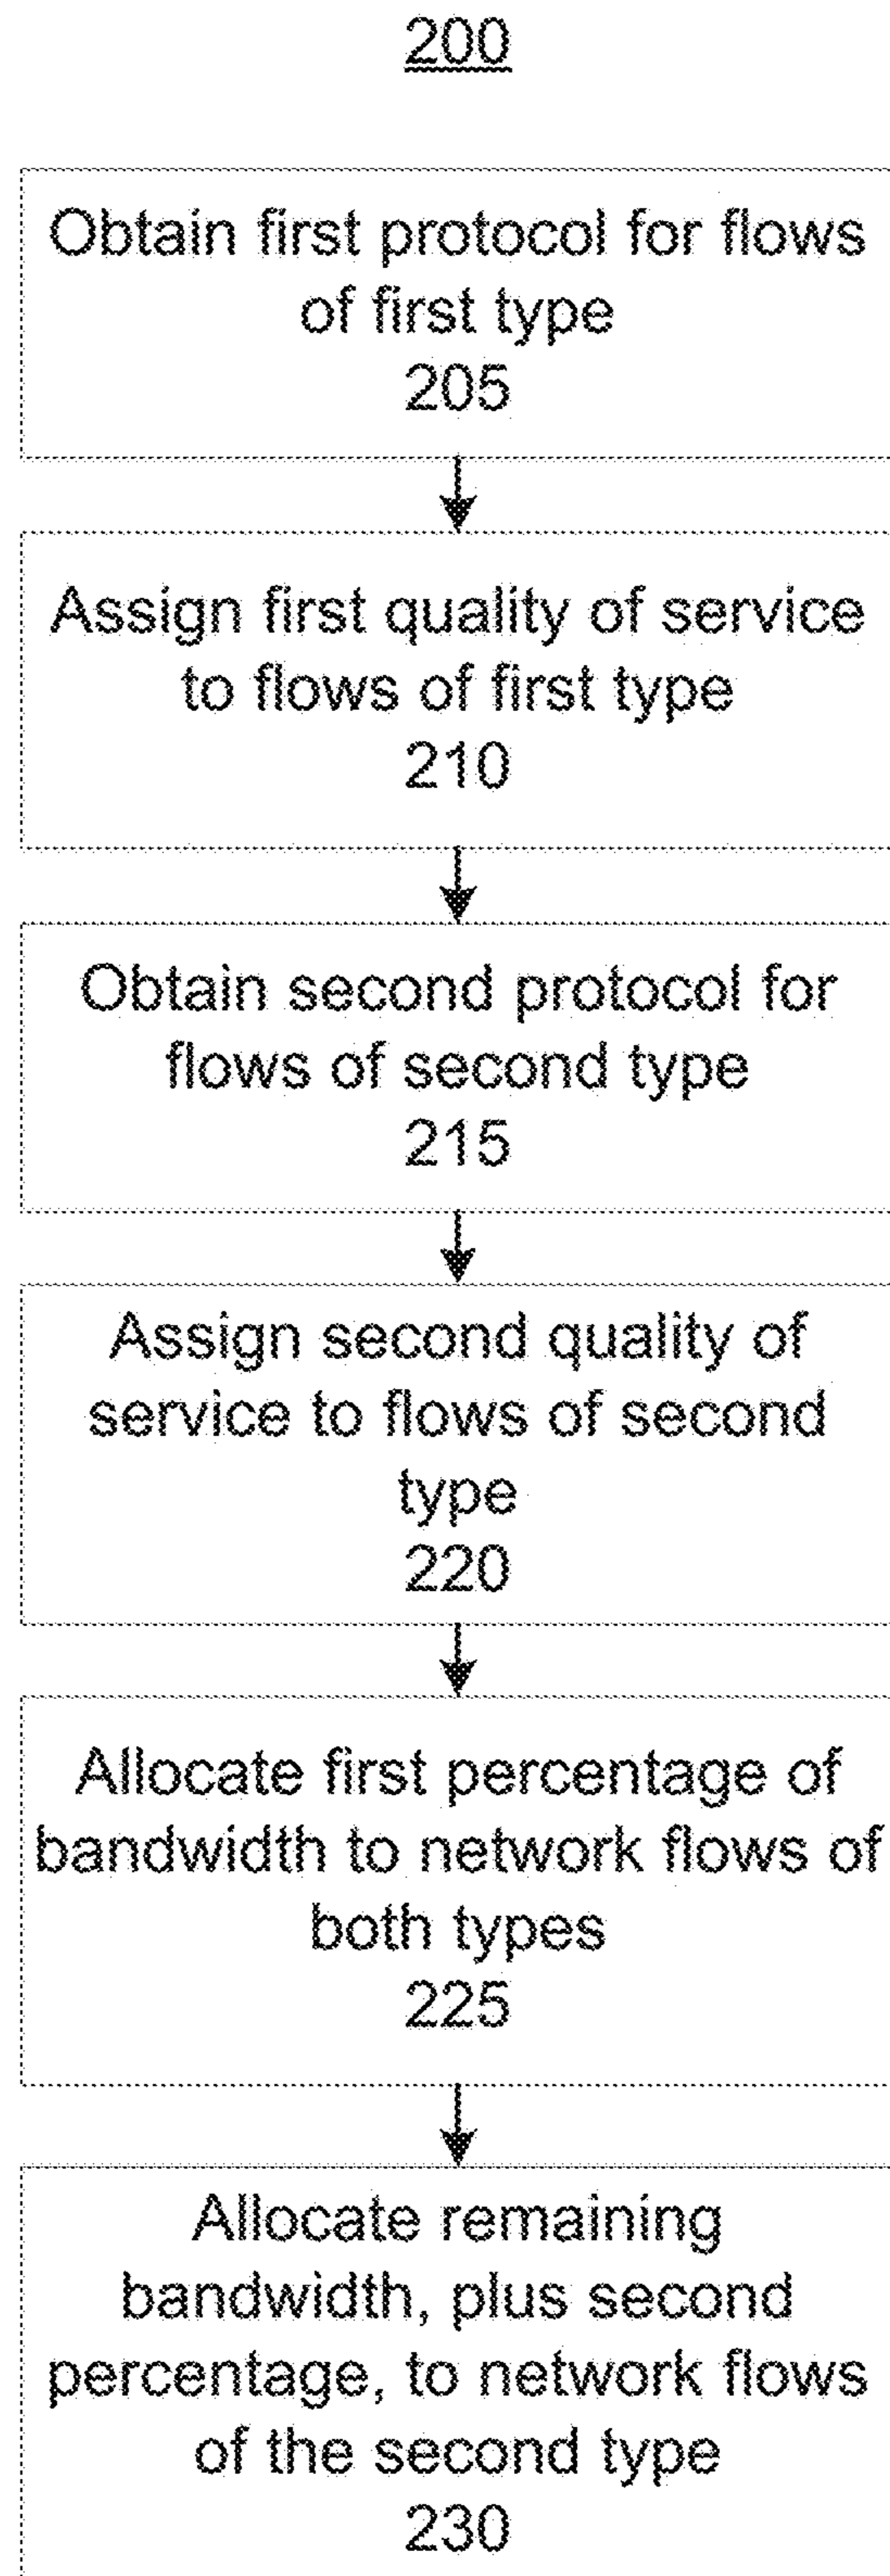 200
Obtain first protocol for flows
of first type
205
Assign first quality of service
to flows of first type
210
Obtain second protocol for
flows of second type
215
Assign second quality of
service to flows of second
type
220
Allocate first percentage of
bandwidth to network flows of
both types
225
Allocate remaining
bandwidth, plus second
percentage, to network flows
of the second type
230